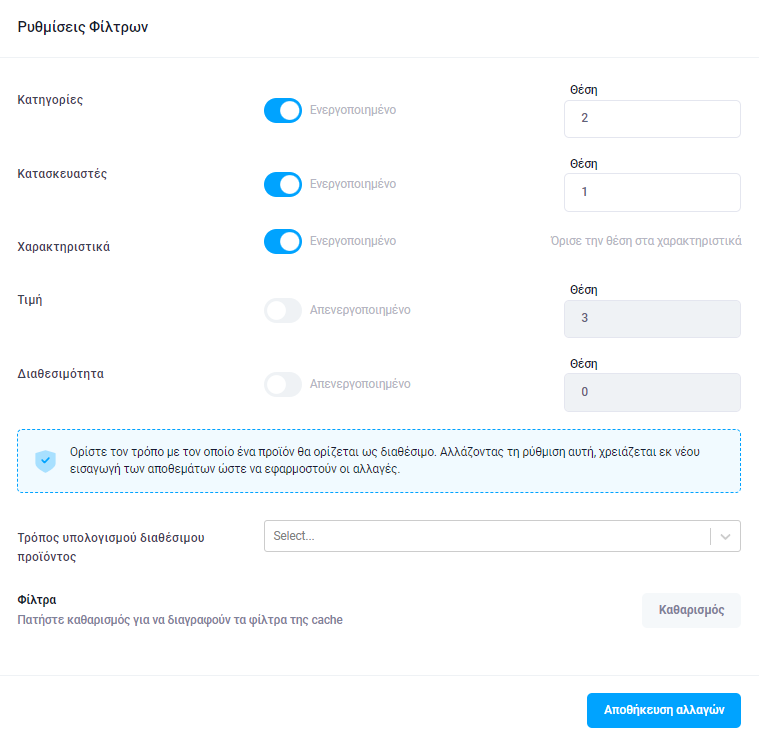 Ρυθμίσεις Φίλτρων
Κατηγορίες
Ενεργοποιημένο
Θέση
2
Κατασκευαστές
Ενεργοποιημένο
Θέση
1
Χαρακτηριστικά
Ενεργοποιημένο
Όρισε την θέση στα χαρακτηριστικά
Τιμή
Απενεργοποιημένο
Θέση
3
Διαθεσιμότητα
Απενεργοποιημένο
Θέση
0
Ορίστε τον τρόπο με τον οποίο ένα προϊόν θα ορίζεται ως διαθέσιμο. Αλλάζοντας τη ρύθμιση αυτή, χρειάζεται εκ νέου
εισαγωγή των αποθεμάτων ώστε να εφαρμοστούν οι αλλαγές.
Τρόπος υπολογισμού διαθέσιμου
προϊόντος
Select...
Φίλτρα
Πατήστε καθαρισμός για να διαγραφούν τα φίλτρα της cache
Καθαρισμός
Αποθήκευση αλλαγών